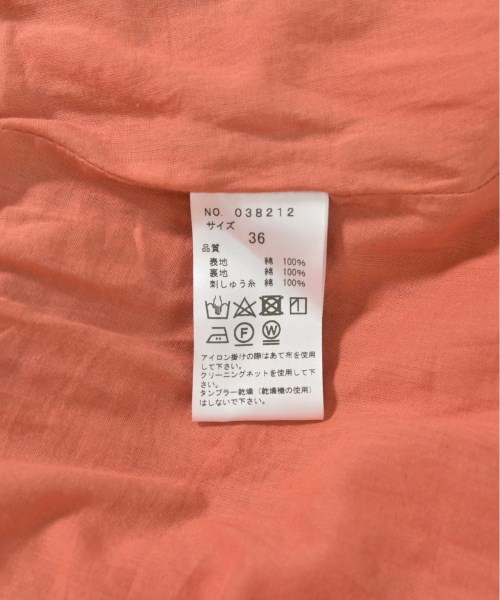 NO. 038212
サイズ
36
品質
表地 綿 100%
裏地 綿 100%
刺しゅう糸 綿 100%
F W
アイロン掛けの際はあて布を使用
して下さい。
クリーニングネットを使用して下さい。
タンブラー乾燥（乾燥機の使用）
はしないで下さい。